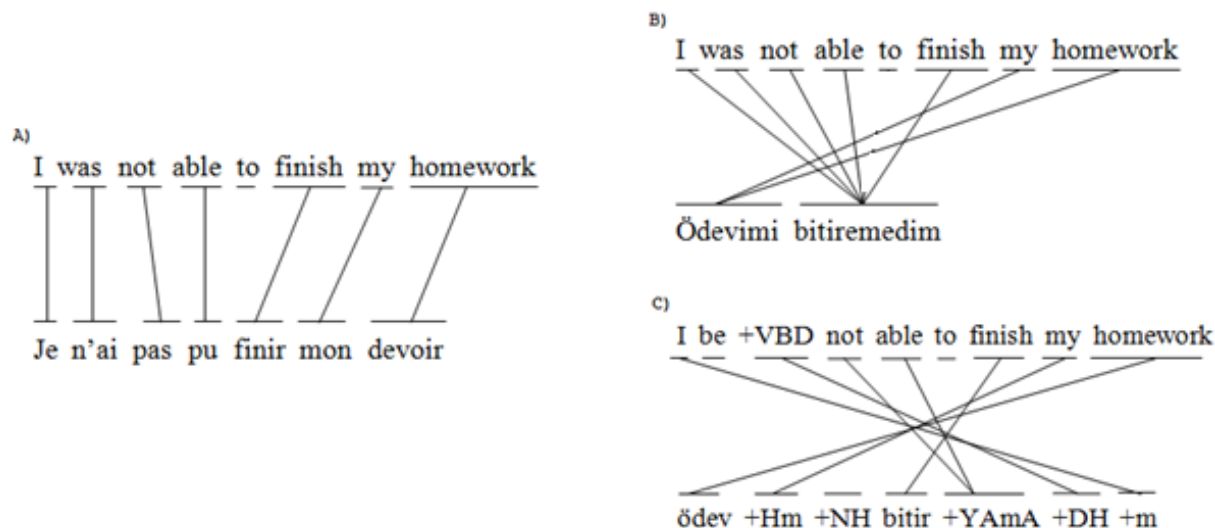 A)
I was not able to finish my homework
Je n'ai pas pu finir mon devoir
B)
I was not able to finish my homework
Ödevimi bitiremedim
C)
I be +VBD not able to finish my homework
ödev +Hm +NH bitir +YAmA +DH +m